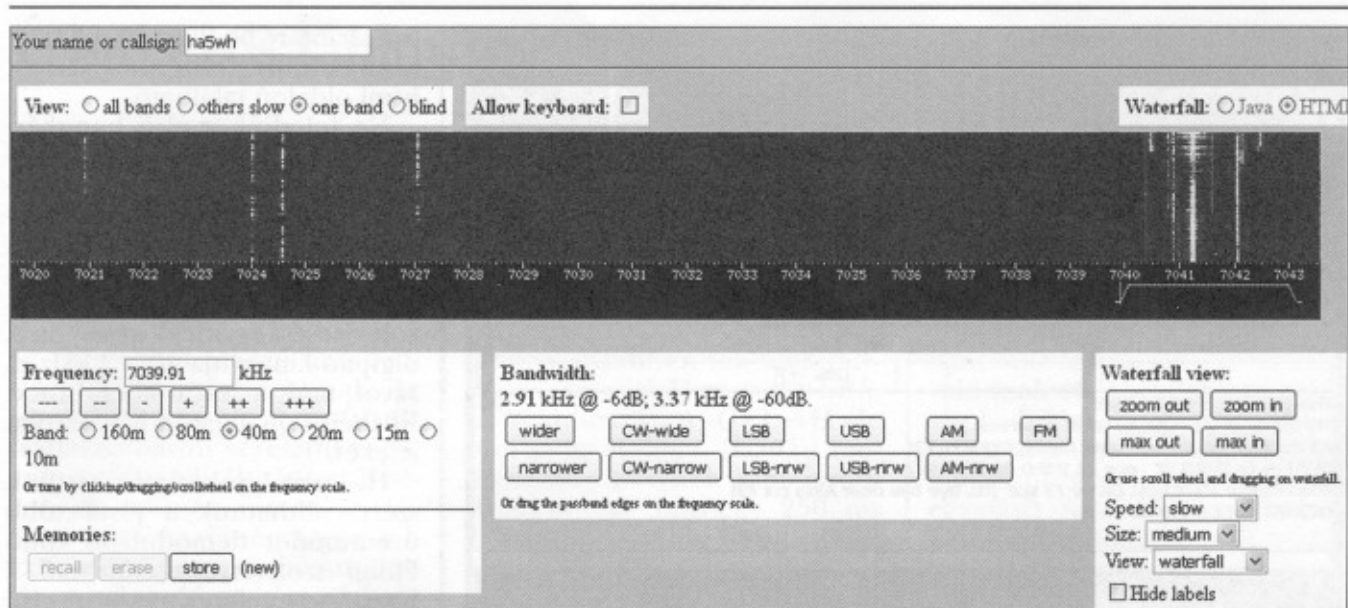 Your name or callsign: ha5wh
View: all bands others slow one band blind
Allow keyboard:
Waterfall: Java HTML
7020 7021 7022 7023 7024 7025 7026 7027 7028 7029 7030 7031 7032 7033 7034 7035 7036 7037 7038 7039 7040 7041 7042 7043
Frequency: 7039.91 kHz
--- -- - + ++ +++
Band: 160m 80m 40m 20m 15m
10m
Or tune by clicking/dragging/scrollwheel on the frequency scale.
Memories:
recall erase store (new)
Bandwidth:
2.91 kHz @ -6dB; 3.37 kHz @ -60dB.
wider CW-wide LSB USB AM FM
narrower CW-narrow LSB-nrw USB-nrw AM-nrw
Or drag the passband edges on the frequency scale.
Waterfall view:
zoom out zoom in
max out max in
Or use scroll wheel and dragging on waterfall.
Speed: slow
Size: medium
View: waterfall
Hide labels